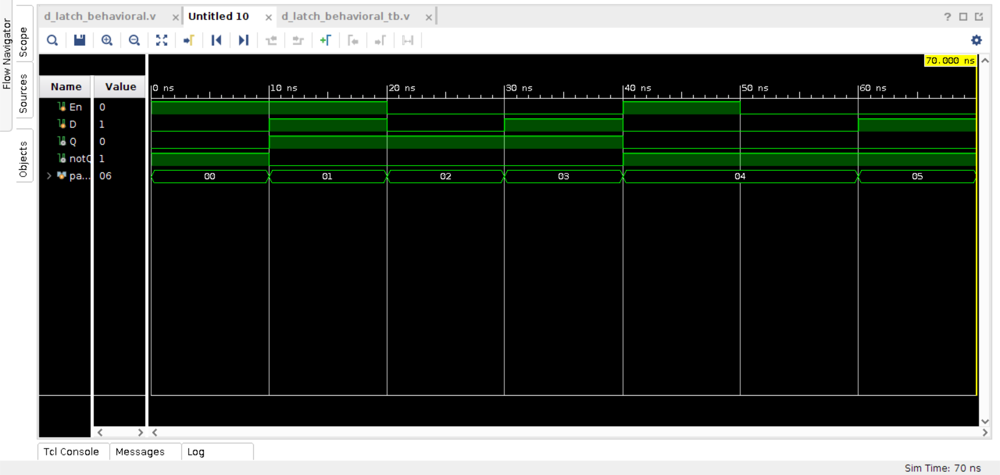 Flow Navigator
Scope
Sources
Objects
d_latch_behavioral.v
Untitled 10
d_latch_behavioral_tb.v
70.000 ns
Name Value
0 ns 10 ns 20 ns 30 ns 40 ns 50 ns 60 ns
En 0
D 1
Q 0
notQ 1
pa... 06 00 01 02 03 04 05
Tcl Console Messages Log
Sim Time: 70 ns